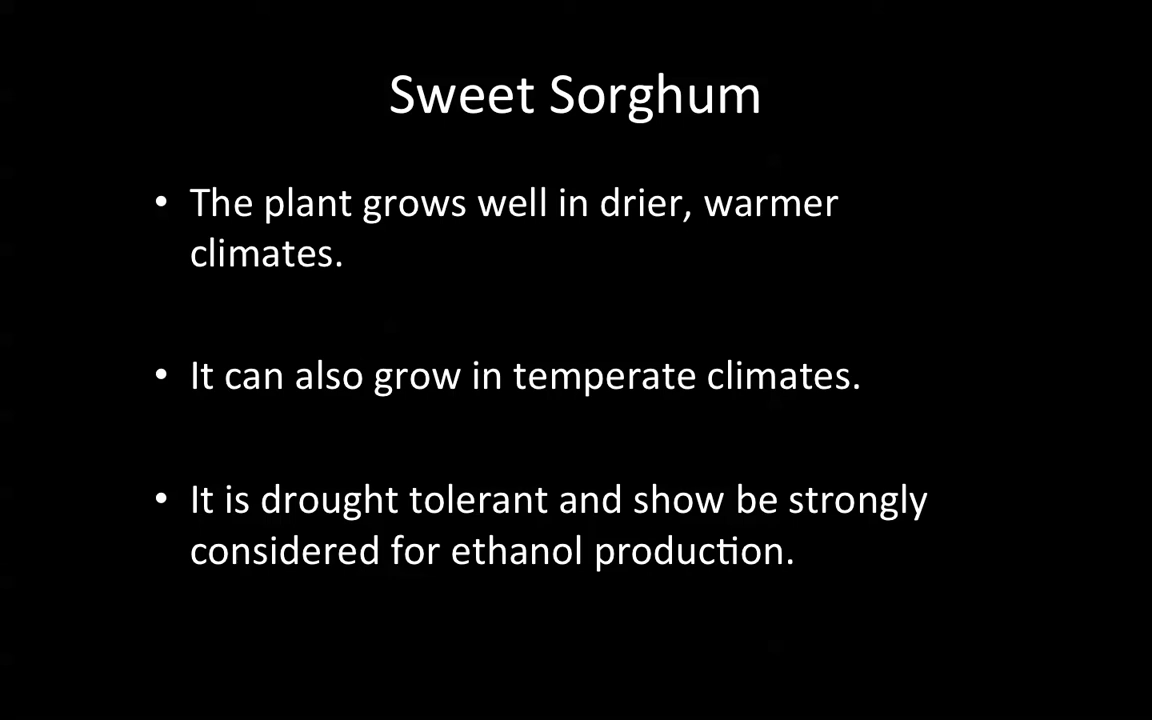 Sweet Sorghum
• The plant grows well in drier, warmer
climates.
• It can also grow in temperate climates.
• It is drought tolerant and show be strongly
considered for ethanol production.